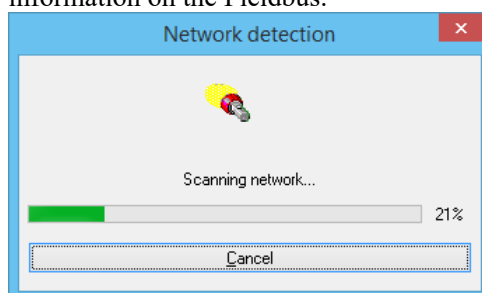 information on the Fieldbus.
Network detection
Scanning network...
21%
Cancel